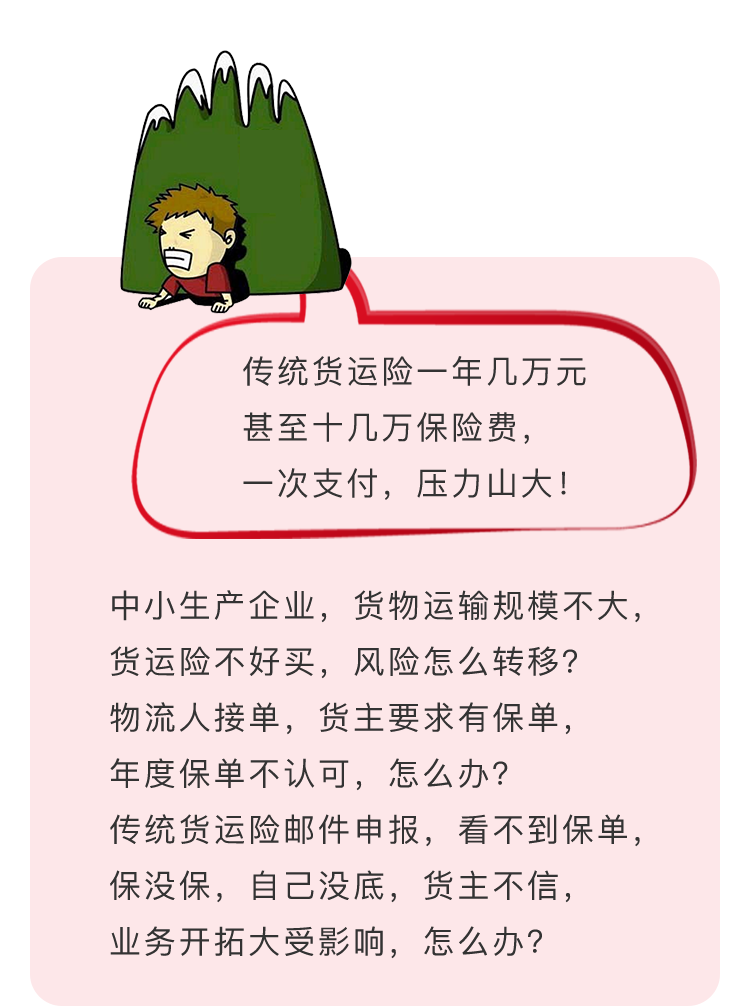 传统货运险一年几万元
甚至十几万保险费，
一次支付，压力山大！
中小生产企业，货物运输规模不大，
货运险不好买，风险怎么转移？
物流人接单，货主要求有保单，
年度保单不认可，怎么办？
传统货运险邮件申报，看不到保单，
保没保，自己没底，货主不信，
业务开拓大受影响，怎么办？